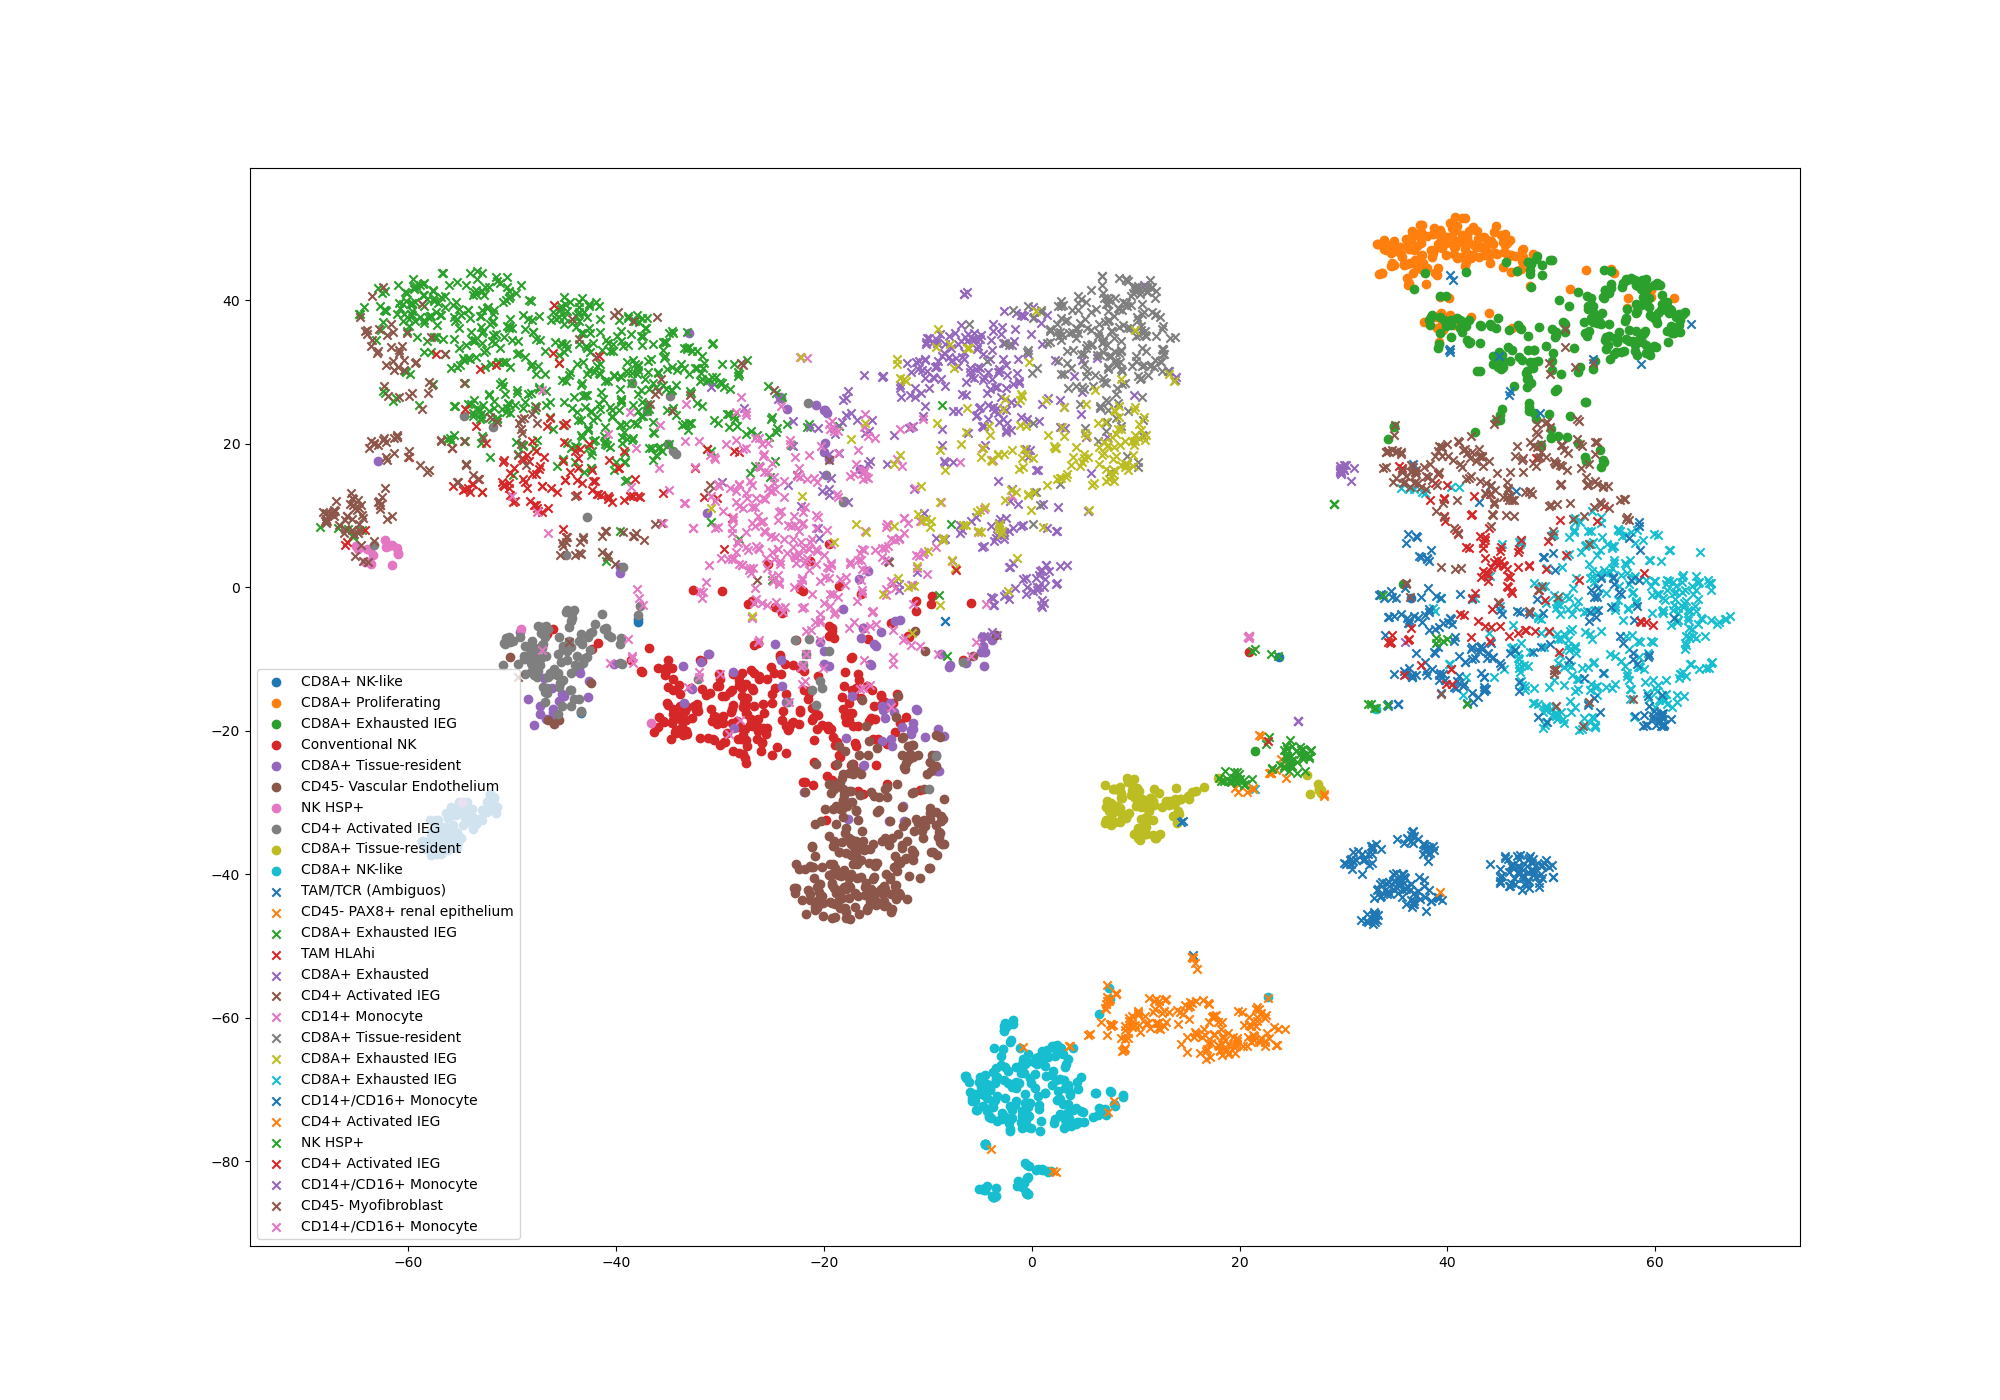 40
20
0
−20
−40
−60
−80
CD8A+ NK-like
CD8A+ Proliferating
CD8A+ Exhausted IEG
Conventional NK
CD8A+ Tissue-resident
CD45- Vascular Endothelium
NK HSP+
CD4+ Activated IEG
CD8A+ Tissue-resident
CD8A+ NK-like
TAM/TCR (Ambiguos)
CD45- PAX8+ renal epithelium
CD8A+ Exhausted IEG
TAM HLAhi
CD8A+ Exhausted
CD4+ Activated IEG
CD14+ Monocyte
CD8A+ Tissue-resident
CD8A+ Exhausted IEG
CD8A+ Exhausted IEG
CD14+/CD16+ Monocyte
CD4+ Activated IEG
NK HSP+
CD4+ Activated IEG
CD14+/CD16+ Monocyte
CD45- Myofibroblast
CD14+/CD16+ Monocyte
−60 −40 −20 0 20 40 60